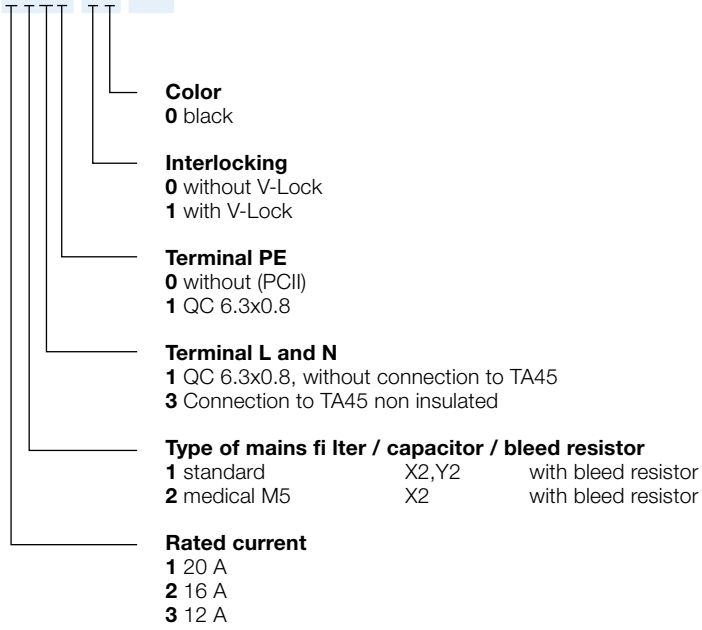 Color
0 black
Interlocking
0 without V-Lock
1 with V-Lock
Terminal PE
0 without (PCII)
1 QC 6.3x0.8
Terminal L and N
1 QC 6.3x0.8, without connection to TA45
3 Connection to TA45 non insulated
Type of mains fi lter / capacitor / bleed resistor
1 standard X2,Y2 with bleed resistor
2 medical M5 X2 with bleed resistor
Rated current
1 20 A
2 16 A
3 12 A